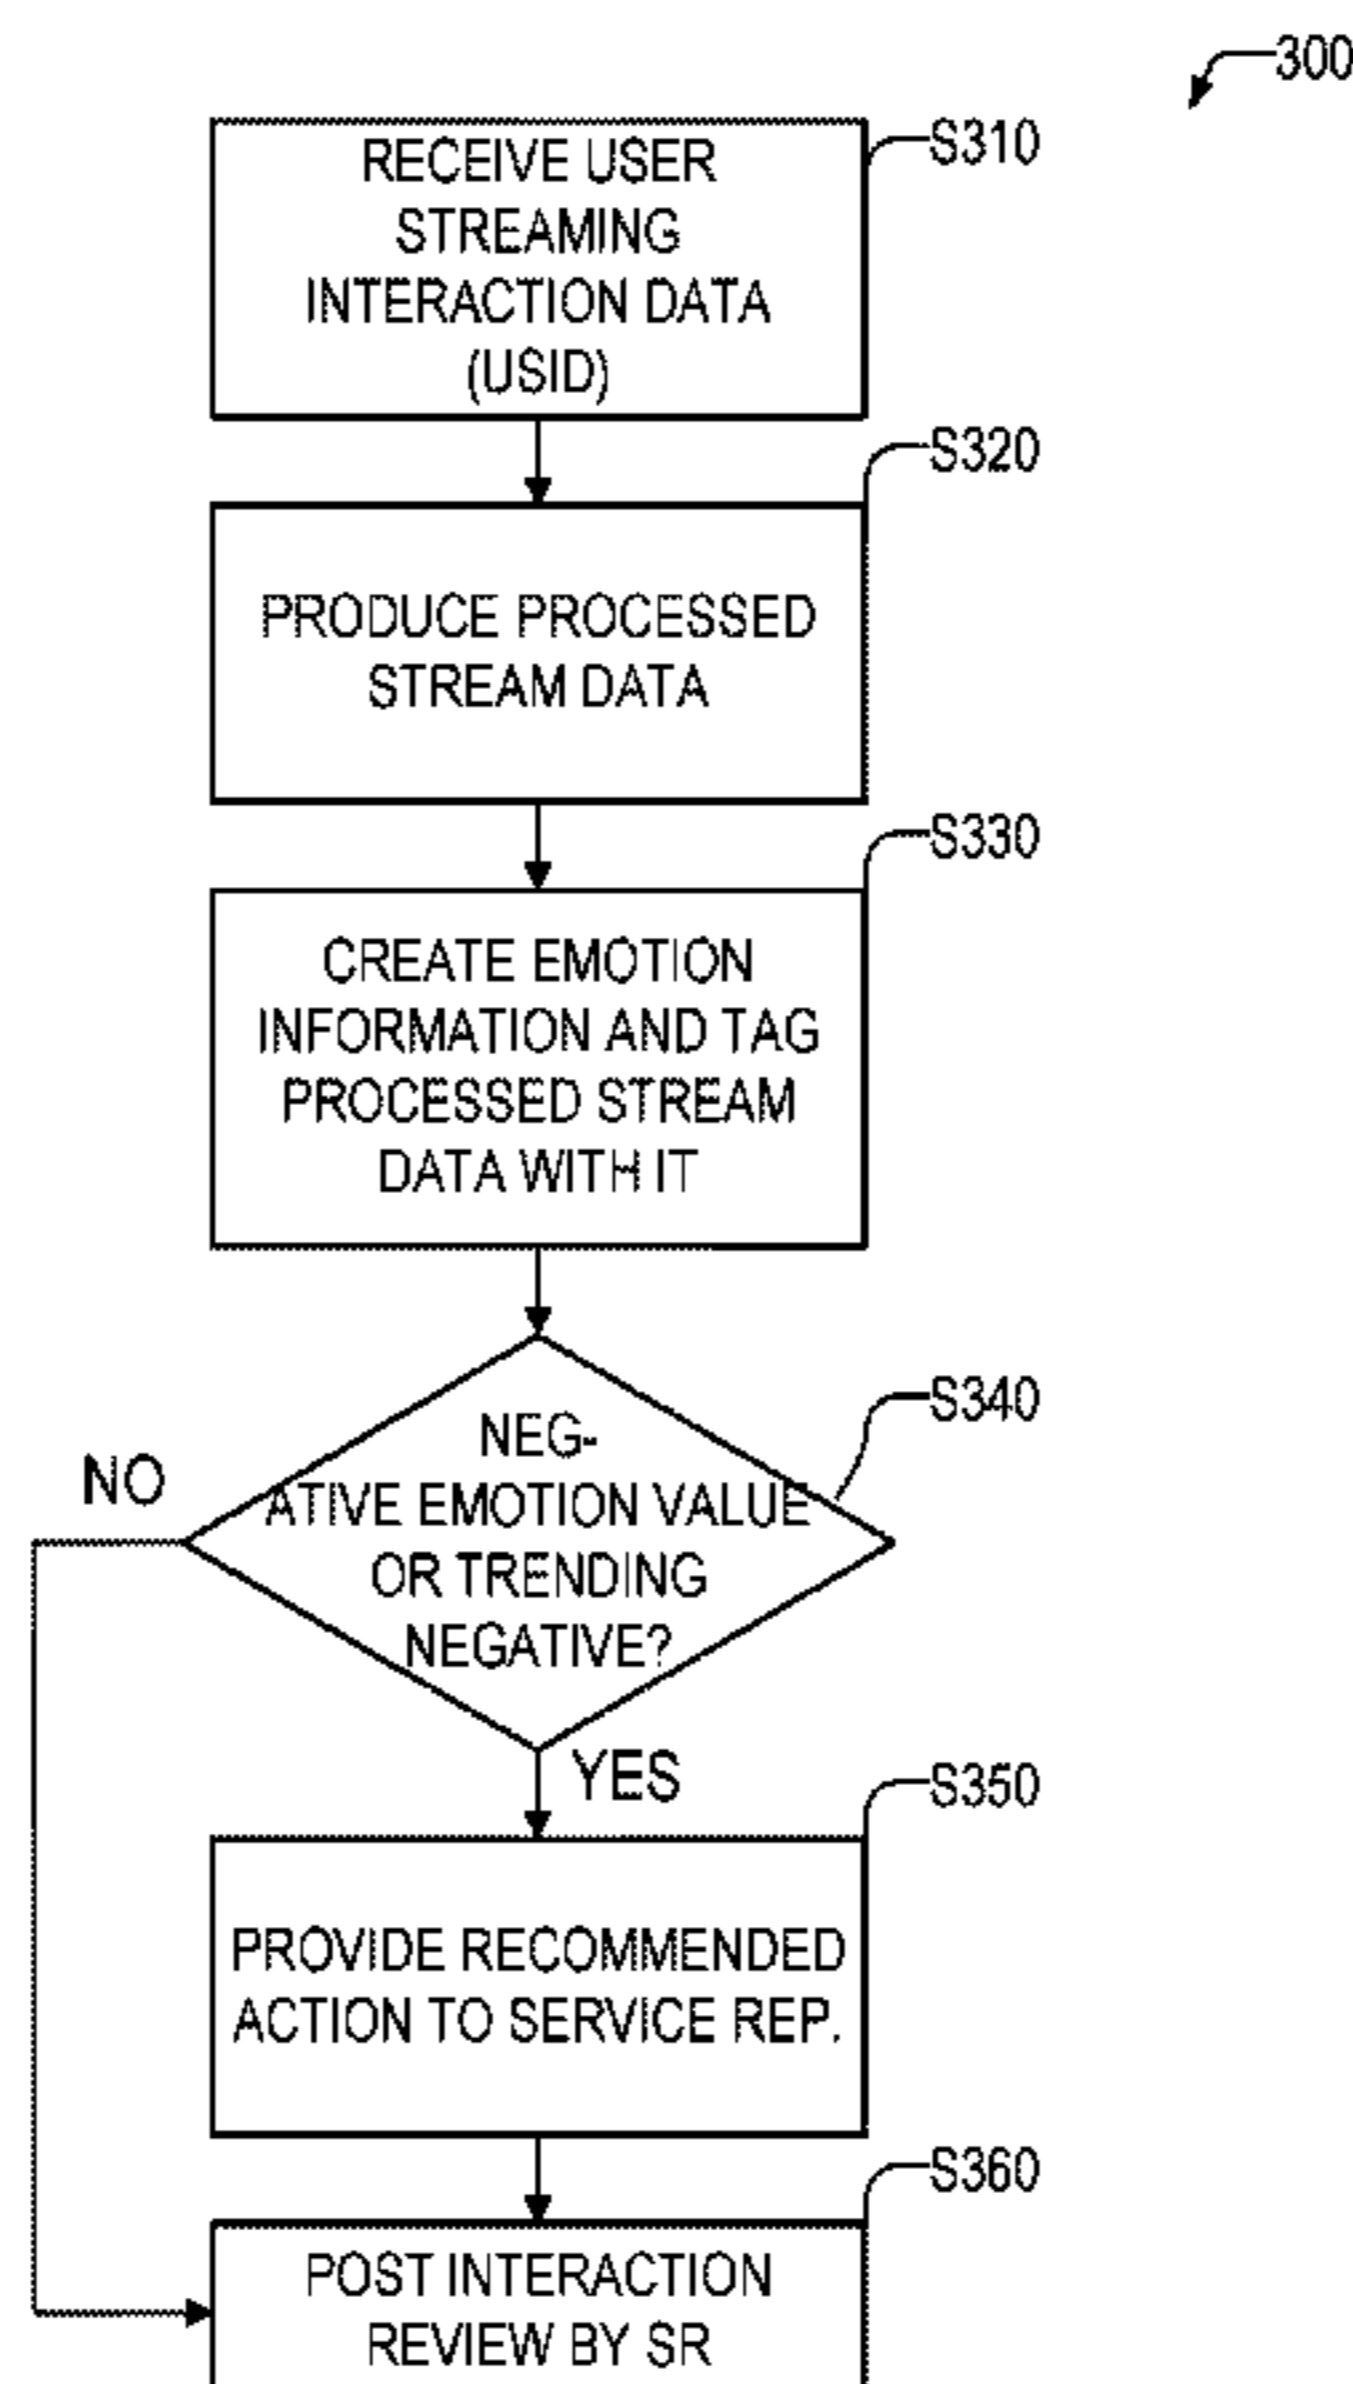 300
S310
RECEIVE USER
STREAMING
INTERACTION DATA
(USID)
S320
PRODUCE PROCESSED
STREAM DATA
S330
CREATE EMOTION
INFORMATION AND TAG
PROCESSED STREAM
DATA WITH IT
S340
NEG-
ATIVE EMOTION VALUE
OR TRENDING
NEGATIVE?
NO
YES
S350
PROVIDE RECOMMENDED
ACTION TO SERVICE REP.
S360
POST INTERACTION
REVIEW BY SR